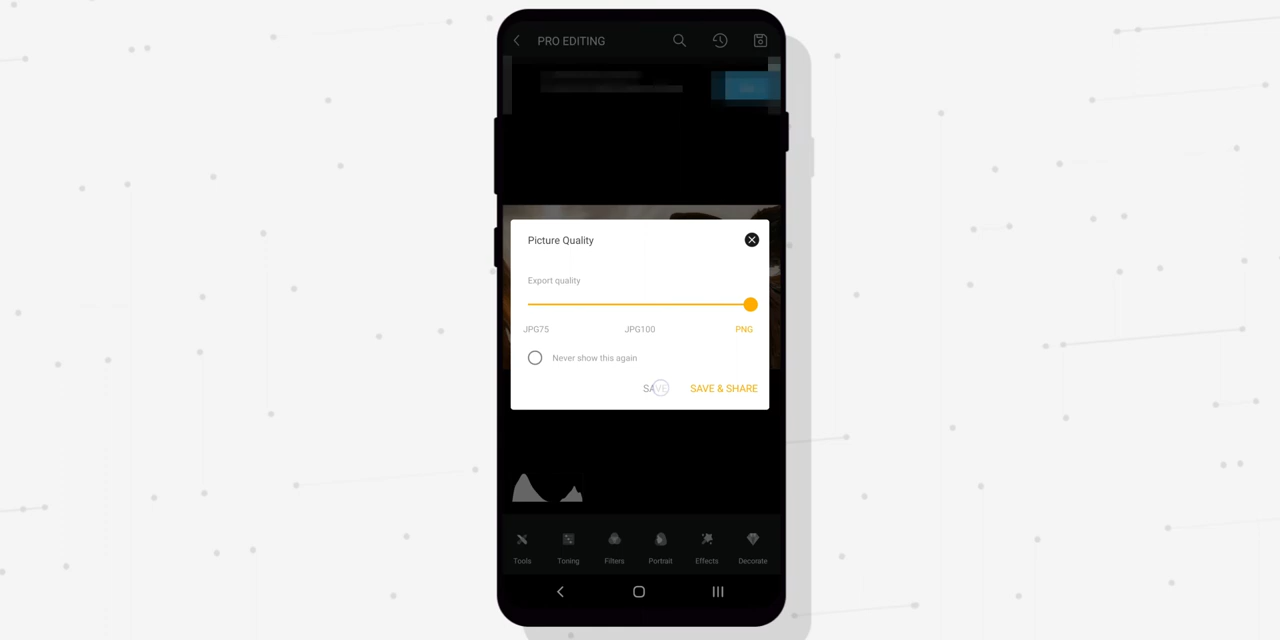 PRO EDITING
Picture Quality
Export quality
JPG75 JPG100 PNG
Never show this again
SAVE SAVE & SHARE
Tools Toning Filters Portrait Effects Decorate